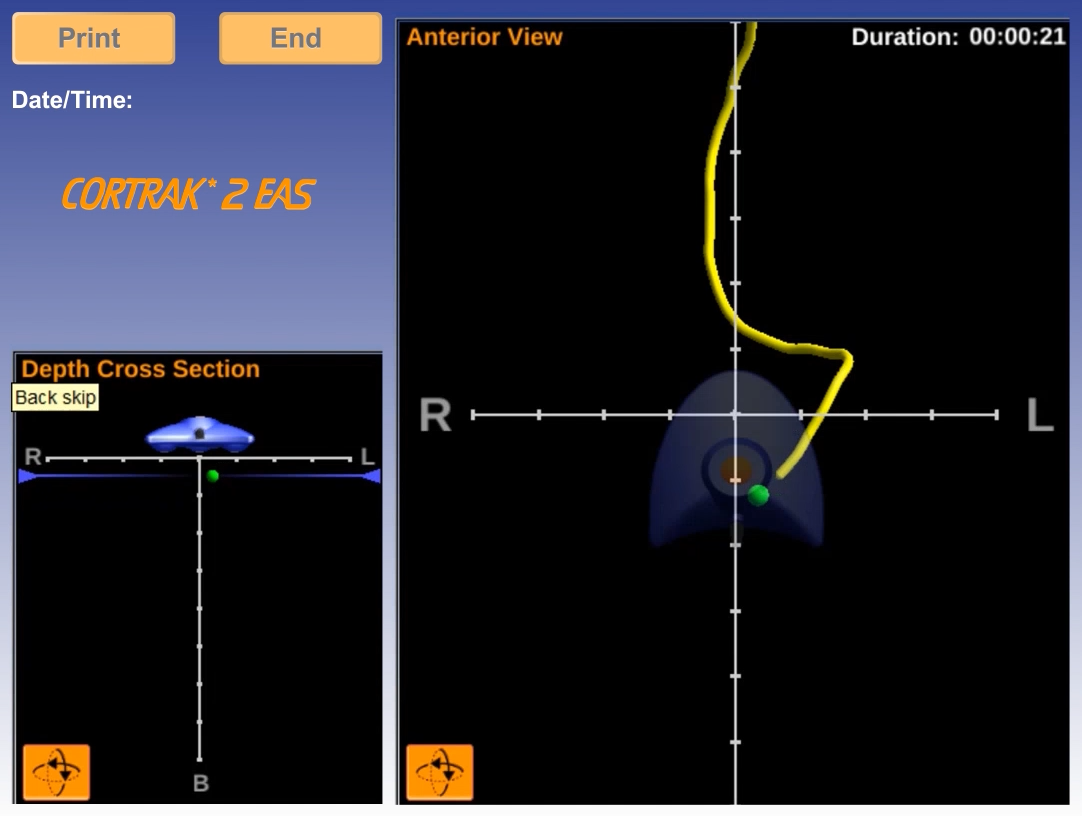 Print
End
Date/Time:
CORTRAK* 2 EAS
Depth Cross Section
Back skip
R
L
B
Anterior View
Duration: 00:00:21
R
L